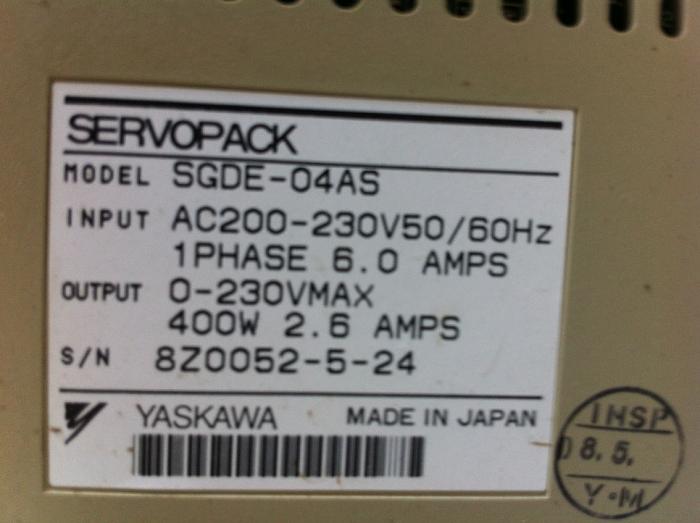 SERVOPACK
MODEL SGDE-04AS
INPUT AC200-230V50/60Hz
1PHASE 6.0 AMPS
OUTPUT 0-230VMAX
400W 2.6 AMPS
S/N 8Z0052-5-24
YASKAWA MADE IN JAPAN
INSP
08.5.
Y·M